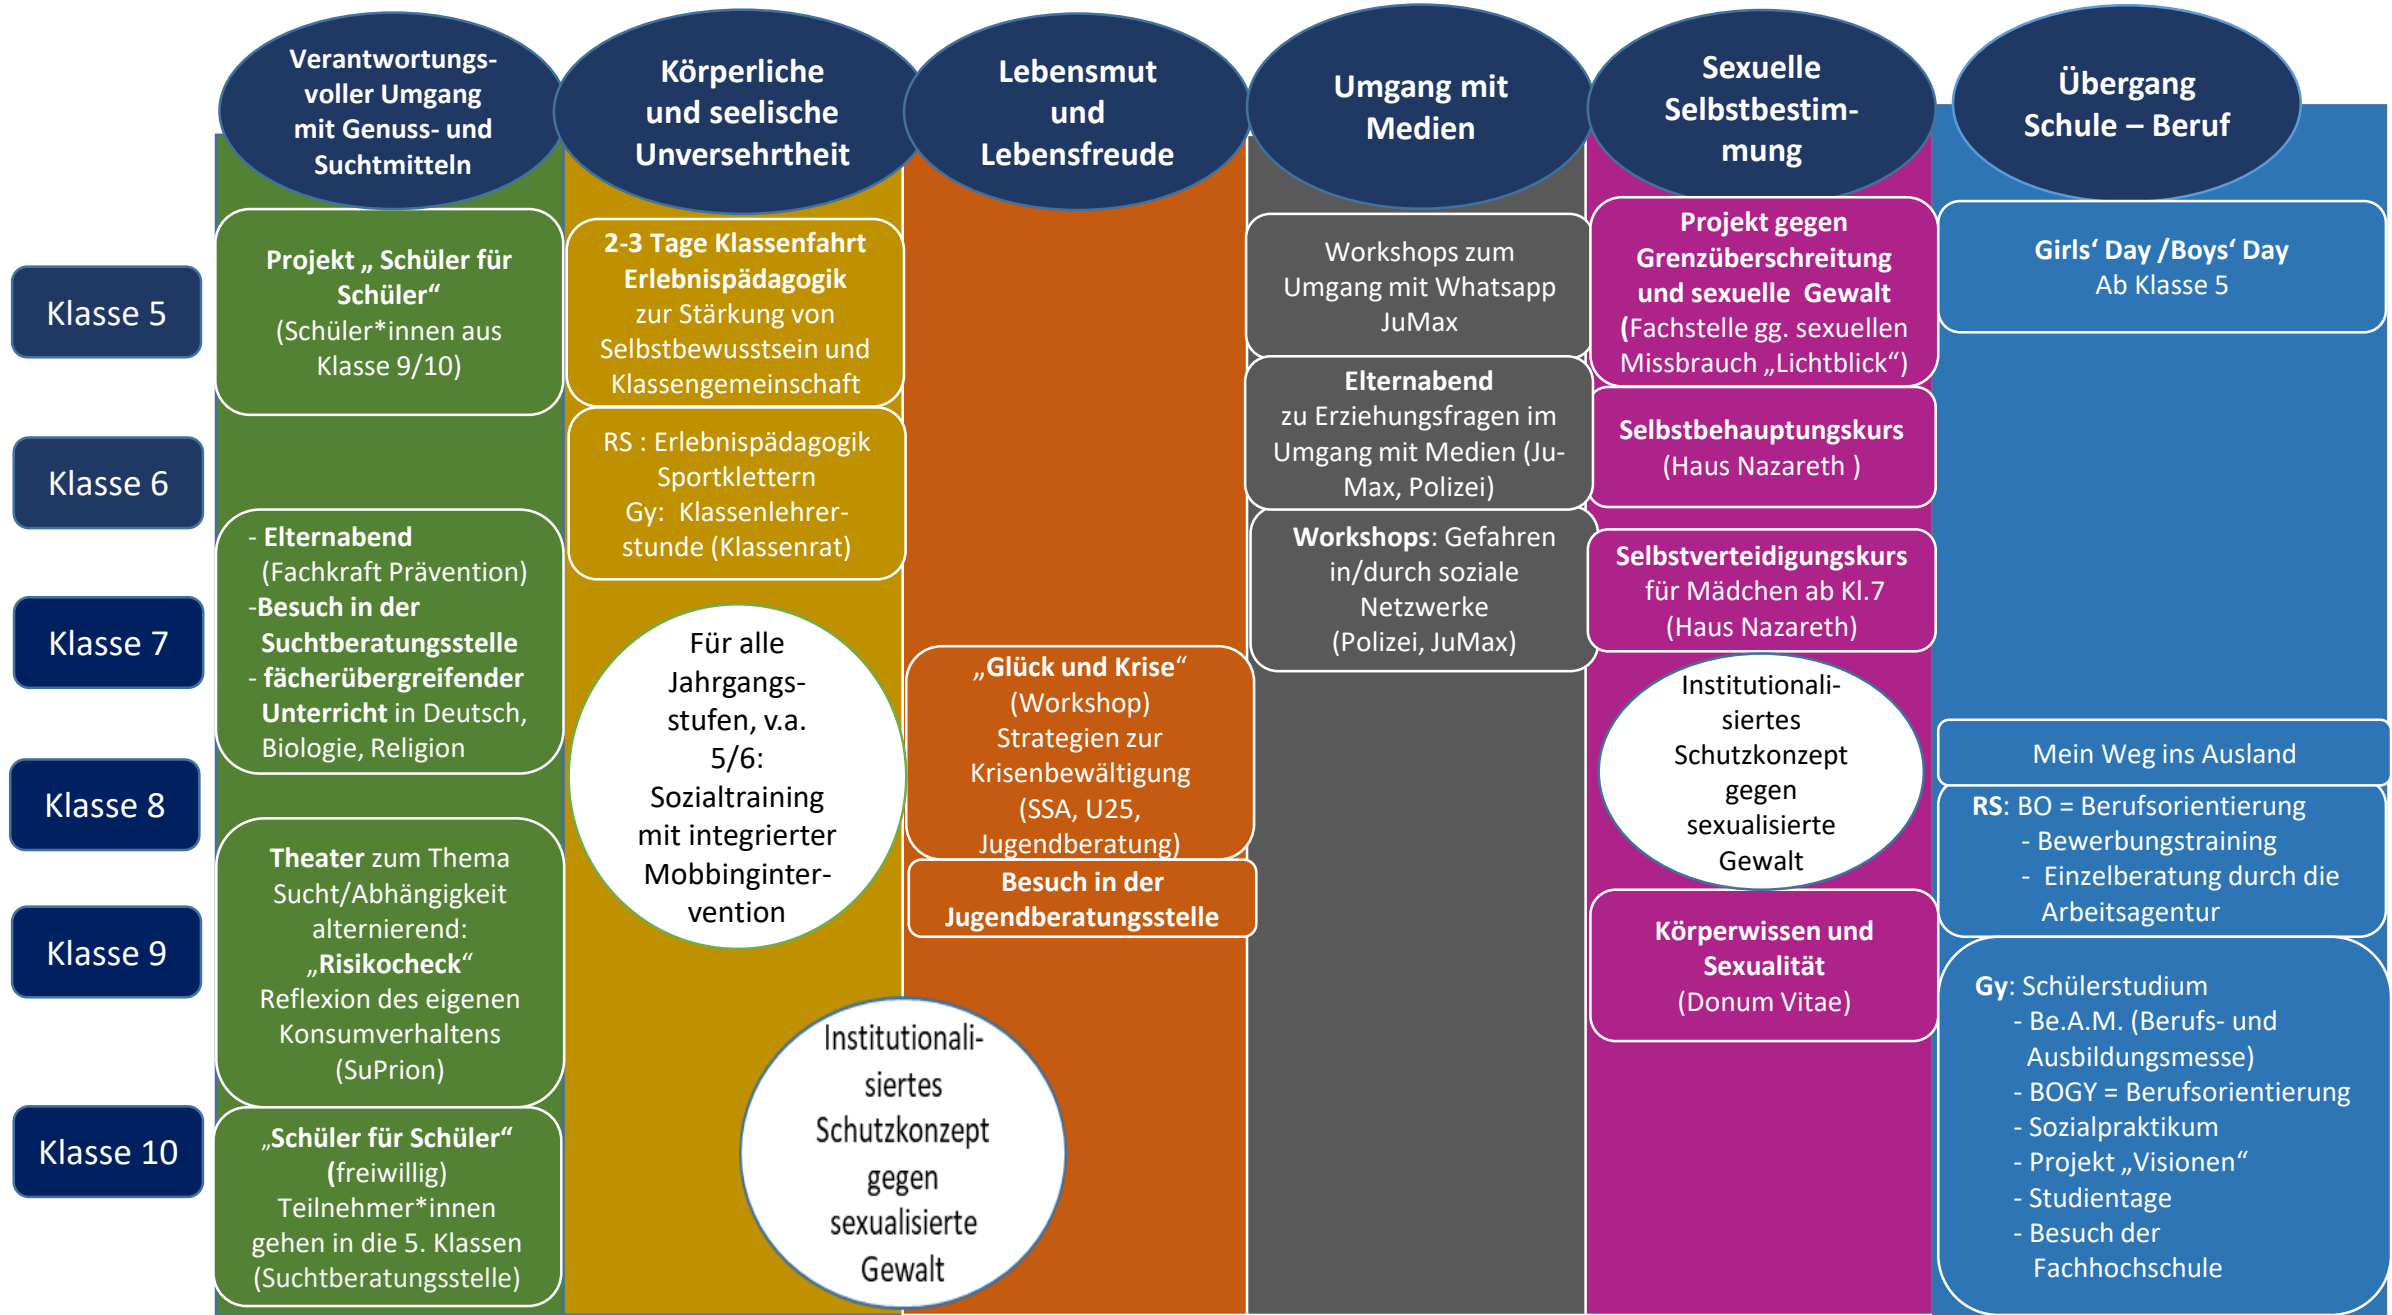 Verantwortungs-
voller Umgang
mit Genuss- und
Suchtmitteln
Körperliche
und seelische
Unversehrtheit
Lebensmut
und
Lebensfreude
Umgang mit
Medien
Sexuelle
Selbstbestim-
mung
Übergang
Schule – Beruf
Klasse 5
Klasse 6
Klasse 7
Klasse 8
Klasse 9
Klasse 10
Projekt „ Schüler für
Schüler“
(Schüler*innen aus
Klasse 9/10)
- Elternabend
(Fachkraft Prävention)
-Besuch in der
Suchtberatungsstelle
- fächerübergreifender
Unterricht in Deutsch,
Biologie, Religion
Theater zum Thema
Sucht/Abhängigkeit
alternierend:
„Risikocheck“
Reflexion des eigenen
Konsumverhaltens
(SuPrion)
„Schüler für Schüler“
(freiwillig)
Teilnehmer*innen
gehen in die 5. Klassen
(Suchtberatungsstelle)
2-3 Tage Klassenfahrt
Erlebnispädagogik
zur Stärkung von
Selbstbewusstsein und
Klassengemeinschaft
RS : Erlebnispädagogik
Sportklettern
Gy: Klassenlehrer-
stunde (Klassenrat)
Für alle
Jahrgangs-
stufen, v.a.
5/6:
Sozialtraining
mit integrierter
Mobbinginter-
vention
Institutionali-
siertes
Schutzkonzept
gegen
sexualisierte
Gewalt
„Glück und Krise“
(Workshop)
Strategien zur
Krisenbewältigung
(SSA, U25,
Jugendberatung)
Besuch in der
Jugendberatungsstelle
Workshops zum
Umgang mit Whatsapp
JuMax
Elternabend
zu Erziehungsfragen im
Umgang mit Medien (Ju-
Max, Polizei)
Workshops: Gefahren
in/durch soziale
Netzwerke
(Polizei, JuMax)
Projekt gegen
Grenzüberschreitung
und sexuelle Gewalt
(Fachstelle gg. sexuellen
Missbrauch „Lichtblick“)
Selbstbehauptungskurs
(Haus Nazareth )
Selbstverteidigungskurs
für Mädchen ab Kl.7
(Haus Nazareth)
Institutionali-
siertes
Schutzkonzept
gegen
sexualisierte
Gewalt
Körperwissen und
Sexualität
(Donum Vitae)
Girls‘ Day /Boys‘ Day
Ab Klasse 5
Mein Weg ins Ausland
RS: BO = Berufsorientierung
- Bewerbungstraining
- Einzelberatung durch die
Arbeitsagentur
Gy: Schülerstudium
- Be.A.M. (Berufs- und
Ausbildungsmesse)
- BOGY = Berufsorientierung
- Sozialpraktikum
- Projekt „Visionen“
- Studientage
- Besuch der
Fachhochschule